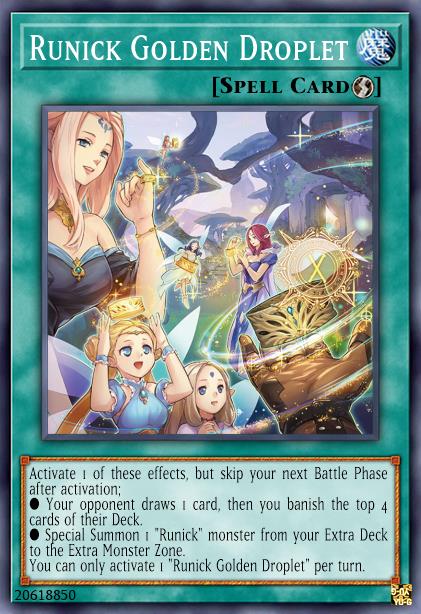 Runick Golden Droplet
魔
[Spell Card]
Activate 1 of these effects, but skip your next Battle Phase
after activation;
● Your opponent draws 1 card, then you banish the top 4
cards of their Deck.
● Special Summon 1 "Runick" monster from your Extra Deck
to the Extra Monster Zone.
You can only activate 1 "Runick Golden Droplet" per turn.
20618850